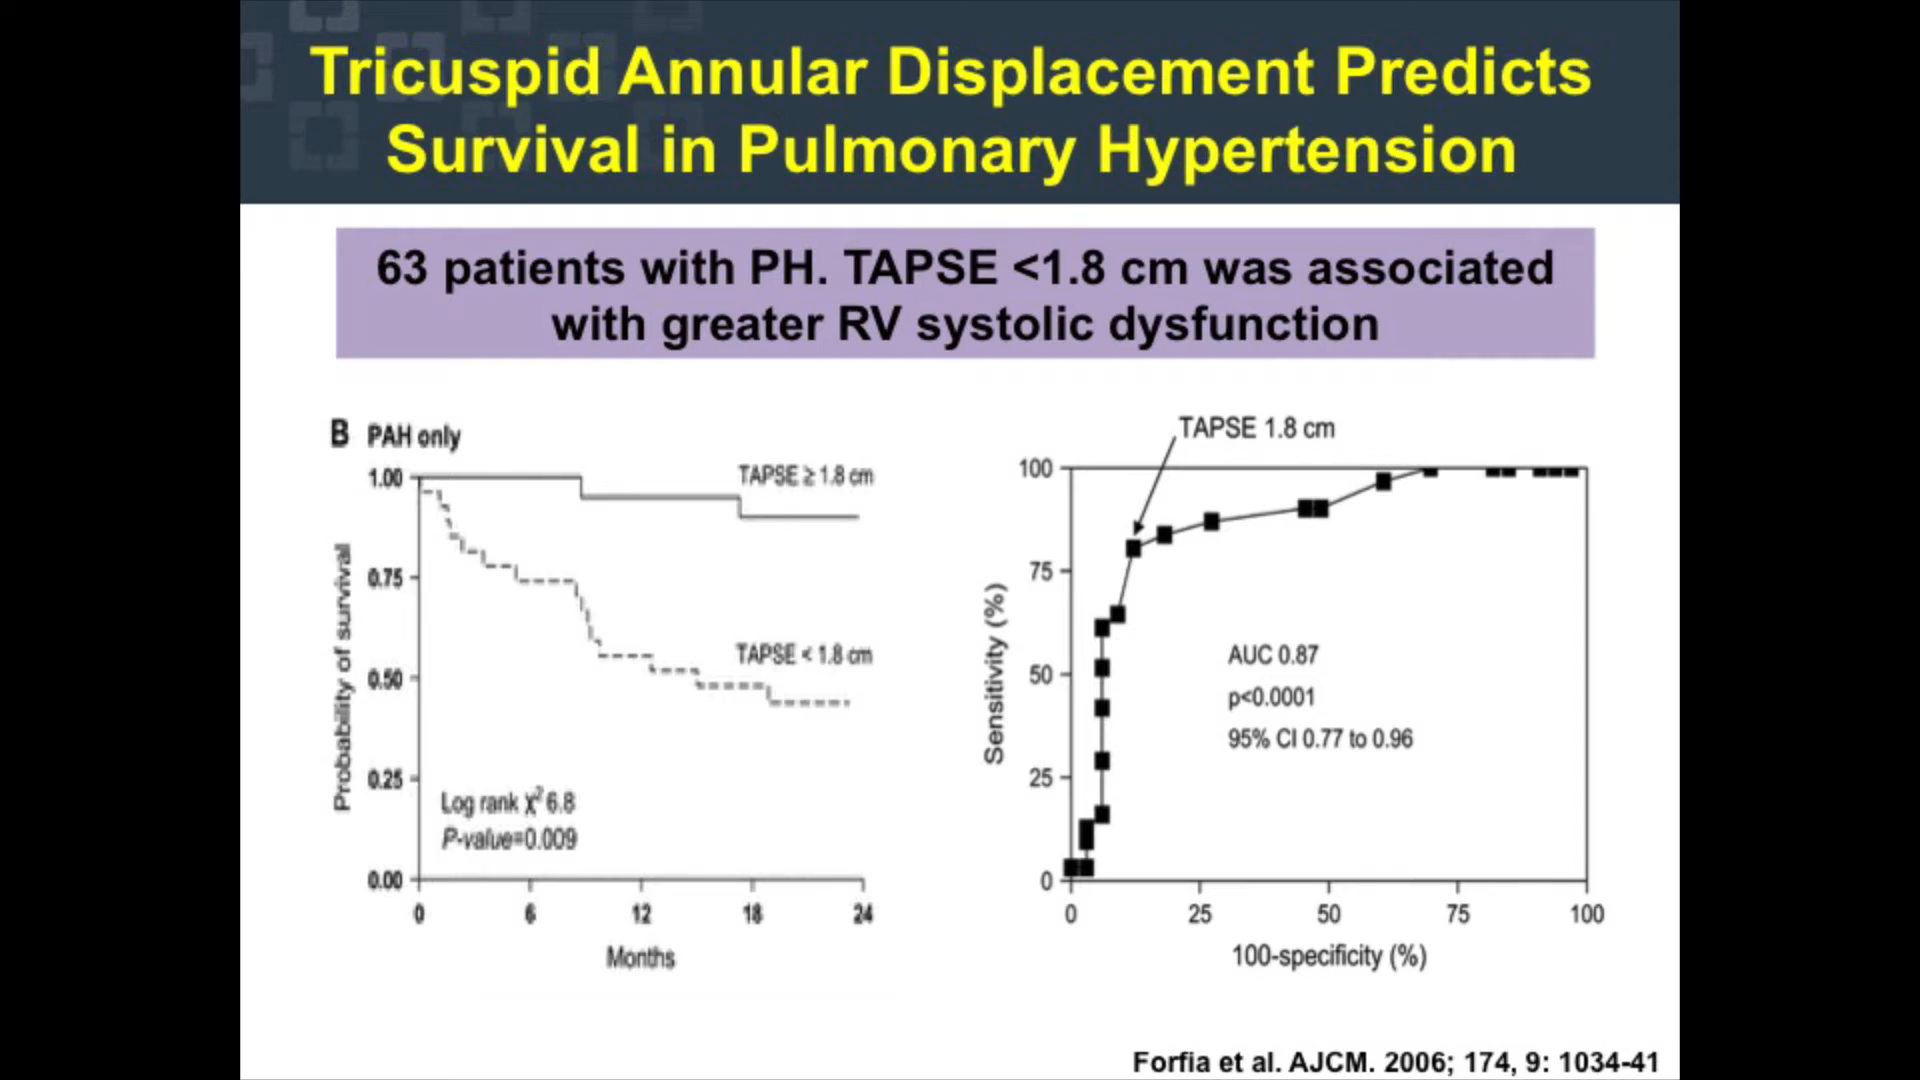 Tricuspid Annular Displacement Predicts
Survival in Pulmonary Hypertension
63 patients with PH. TAPSE <1.8 cm was associated
with greater RV systolic dysfunction
B PAH only
1.00
0.75
0.50
0.25
0.00
Probability of survival
TAPSE ≥ 1.8 cm
TAPSE < 1.8 cm
Log rank χ² 6.8
P-value=0.009
0 6 12 18 24
Months
TAPSE 1.8 cm
100
75
50
25
0
Sensitivity (%)
AUC 0.87
p<0.0001
95% CI 0.77 to 0.96
0 25 50 75 100
100-specificity (%)
Forfia et al. AJCM. 2006; 174, 9: 1034-41